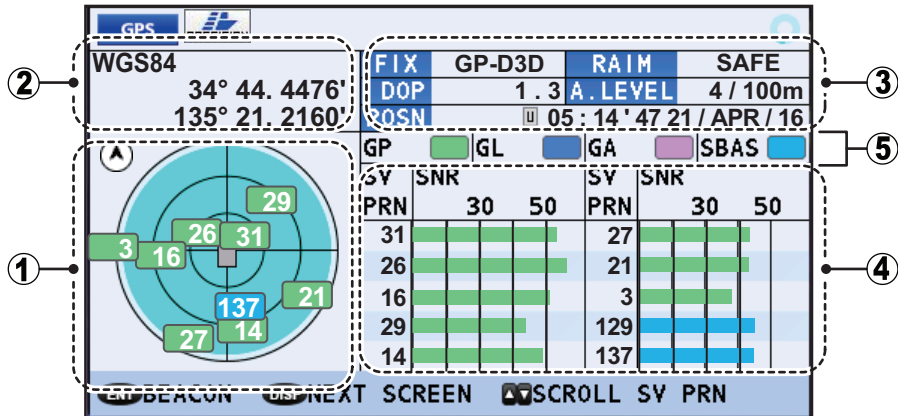 GPS
WGS84
34° 44. 4476'
135° 21. 2160'
FIX GP-D3D RAIM SAFE
DOP 1 . 3 A.LEVEL 4 / 100m
POSN U 05 : 14 ' 47 21 / APR / 16
GP GL GA SBAS
SV SNR SV SNR
PRN 30 50 PRN 30 50
31 27
26 21
16 3
29 129
14 137
29
26 31
3 16
137 21
27 14
ENT BEACON DISP NEXT SCREEN SCROLL SV PRN
2
3
5
1
4